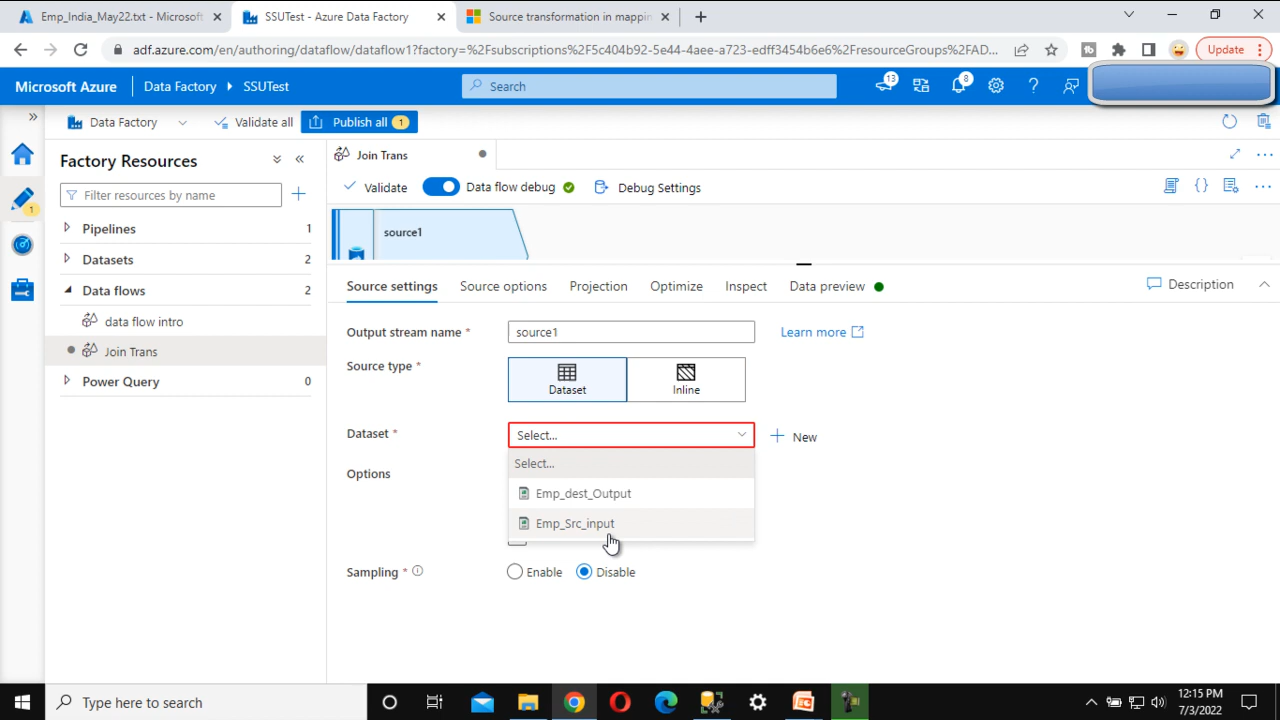 Emp_India_May22.txt - Microsoft
SSUTest - Azure Data Factory
Source transformation in mappin
adf.azure.com/en/authoring/dataflow/dataflow1?factory=%2Fsubscriptions%2F5c404b92-5e44-4aee-a723-edff3454b6e6%2FresourceGroups%2FAD...
Update
Microsoft Azure
Data Factory
SSUTest
Search
13
8
Data Factory
Validate all
Publish all
1
Factory Resources
Join Trans
Filter resources by name
Validate
Data flow debug
Debug Settings
1
Pipelines 1
Datasets 2
Data flows 2
data flow intro
Join Trans
Power Query 0
source1
Source settings
Source options
Projection
Optimize
Inspect
Data preview
Description
Output stream name *
source1
Learn more
Source type *
Dataset
Inline
Dataset *
Select...
New
Options
Select...
Emp_dest_Output
Emp_Src_input
Sampling *
Enable
Disable
Type here to search
12:15 PM
7/3/2022